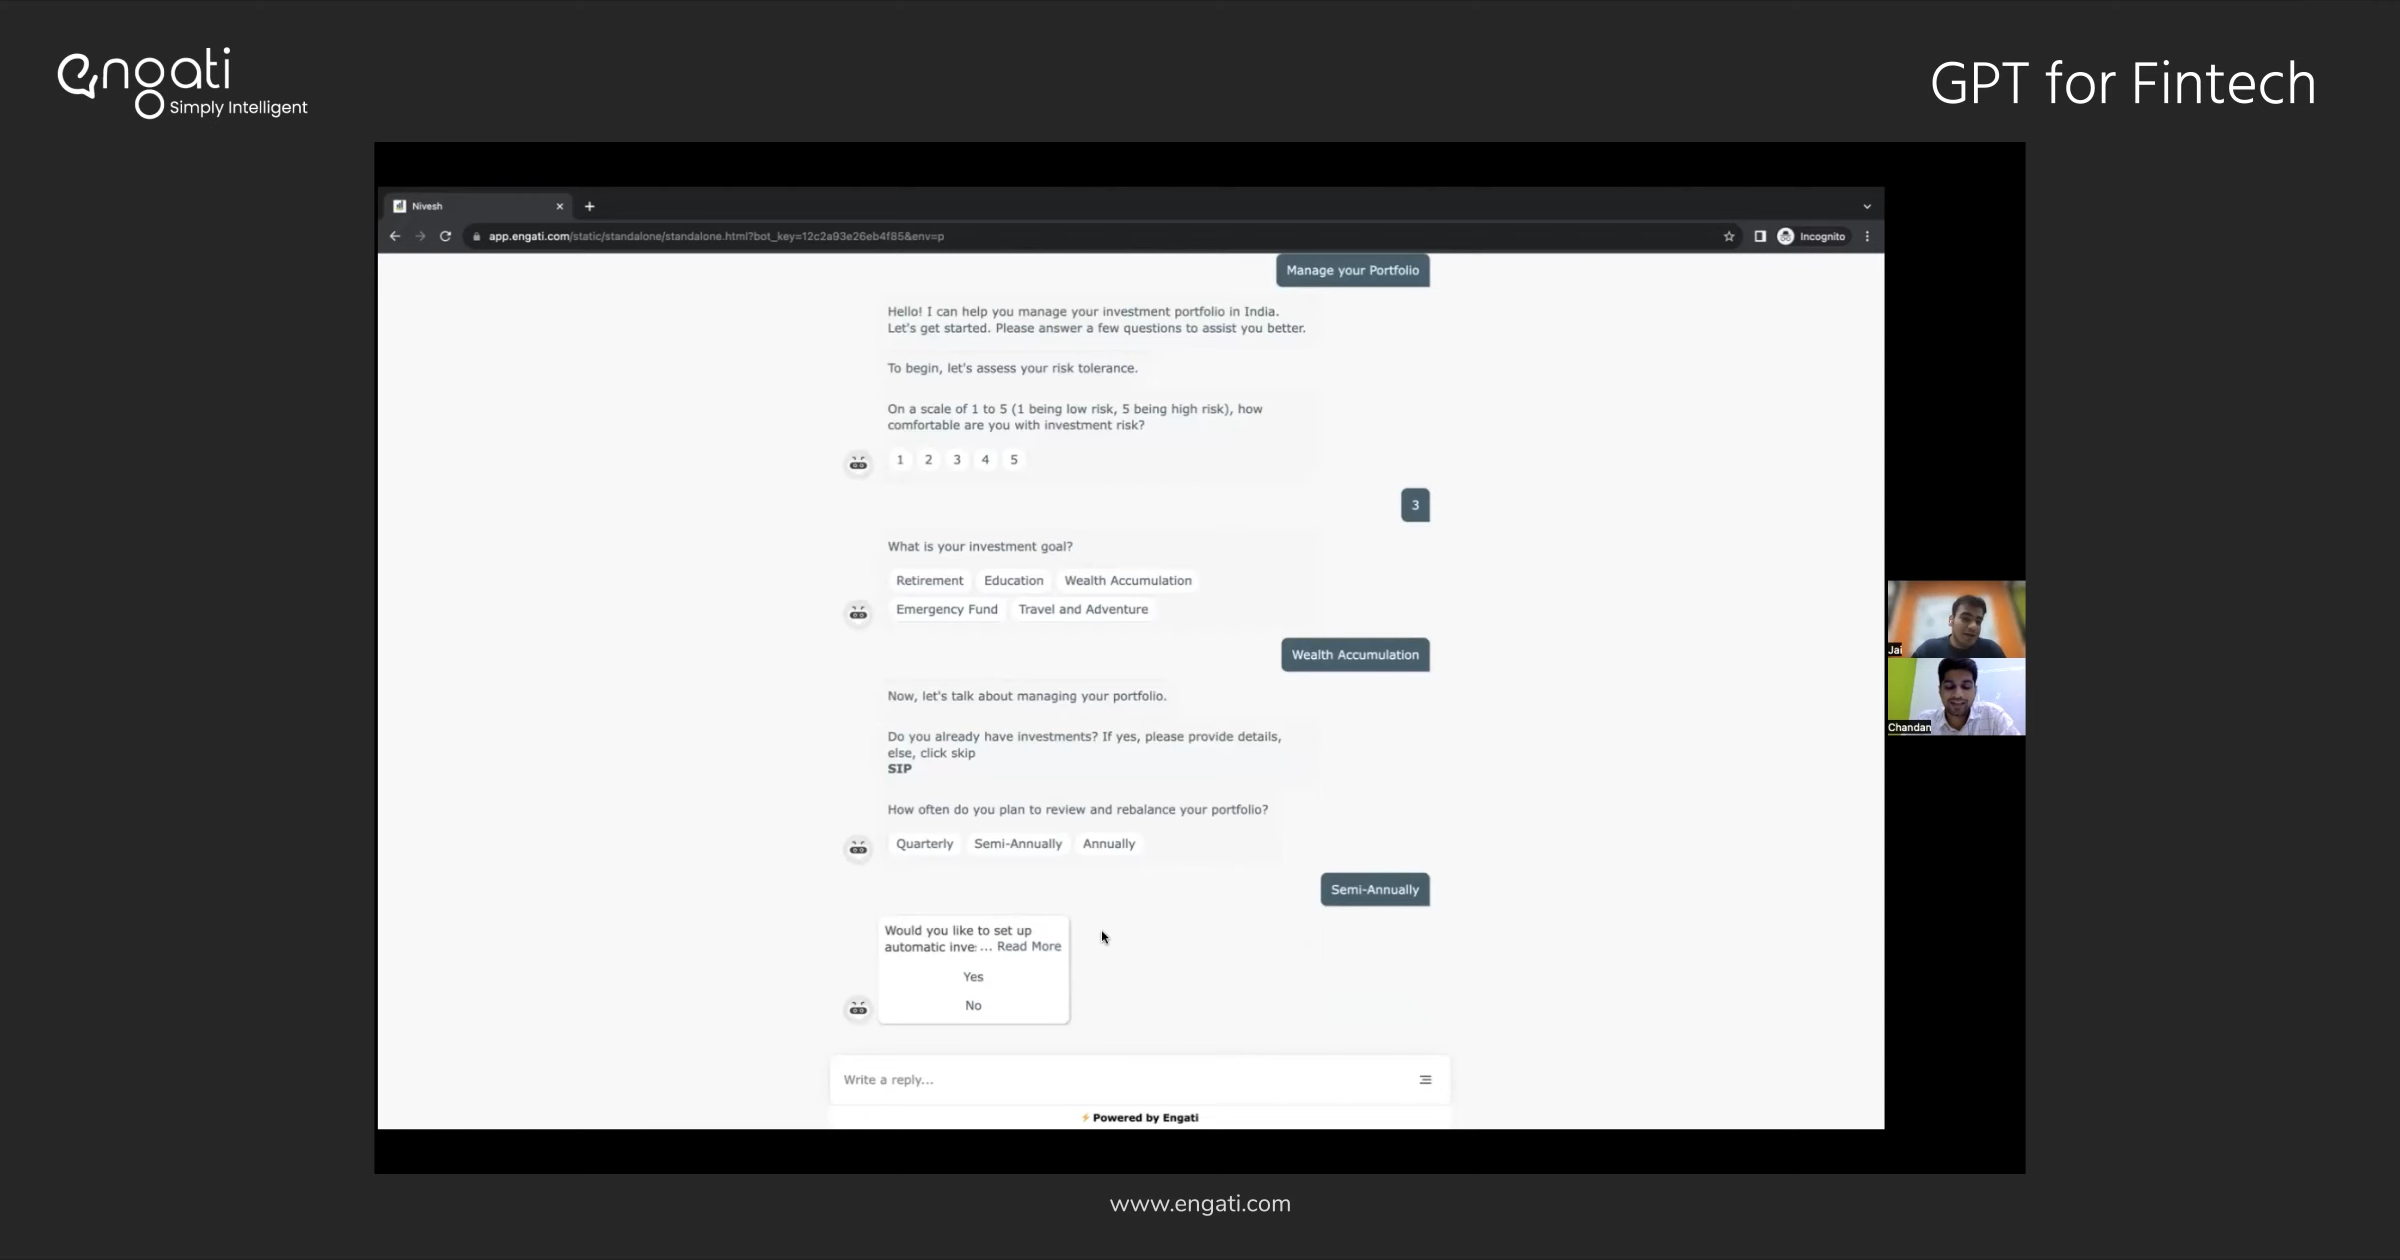 engati
Simply Intelligent
GPT for Fintech
Nivesh
app.engati.com/static/standalone/standalone.html?bot_key=12c2a93e26eb4f85&env=p
Incognito
Manage your Portfolio
Hello! I can help you manage your investment portfolio in India.
Let's get started. Please answer a few questions to assist you better.
To begin, let's assess your risk tolerance.
On a scale of 1 to 5 (1 being low risk, 5 being high risk), how
comfortable are you with investment risk?
1 2 3 4 5
3
What is your investment goal?
Retirement Education Wealth Accumulation
Emergency Fund Travel and Adventure
Wealth Accumulation
Jai
Now, let's talk about managing your portfolio.
Chandan
Do you already have investments? If yes, please provide details,
else, click skip
SIP
How often do you plan to review and rebalance your portfolio?
Quarterly Semi-Annually Annually
Semi-Annually
Would you like to set up
automatic inve: ... Read More
Yes
No
Write a reply...
Powered by Engati
www.engati.com